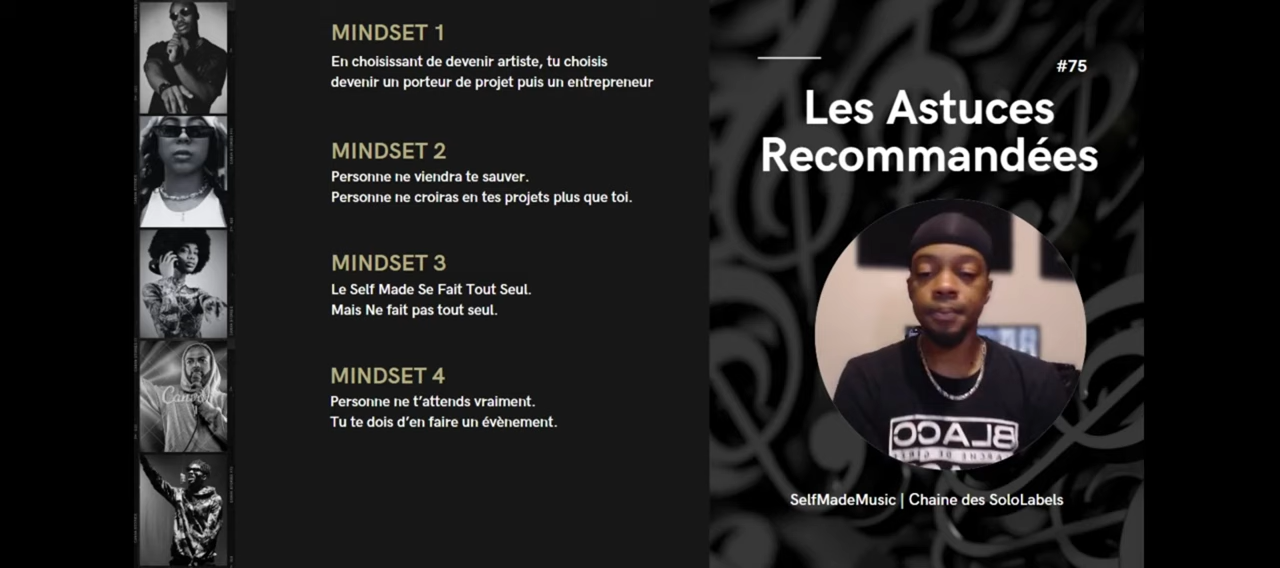 MINDSET 1
En choisissant de devenir artiste, tu choisis
devenir un porteur de projet puis un entrepreneur
MINDSET 2
Personne ne viendra te sauver.
Personne ne croiras en tes projets plus que toi.
MINDSET 3
Le Self Made Se Fait Tout Seul.
Mais Ne fait pas tout seul.
MINDSET 4
Personne ne t'attends vraiment.
Tu te dois d'en faire un évènement.
#75
Les Astuces
Recommandées
BLACC
SelfMadeMusic | Chaine des SoloLabels